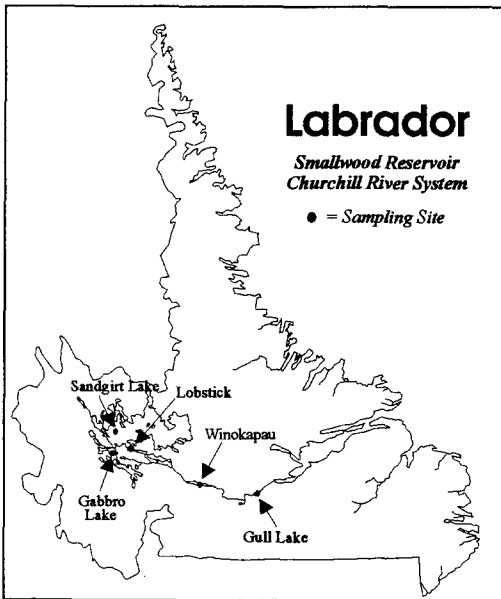 Labrador
Smallwood Reservoir
Churchill River System
● = Sampling Site
Sandgirt Lake
Lobstick
Winokapau
Gabbro
Lake
Gull Lake